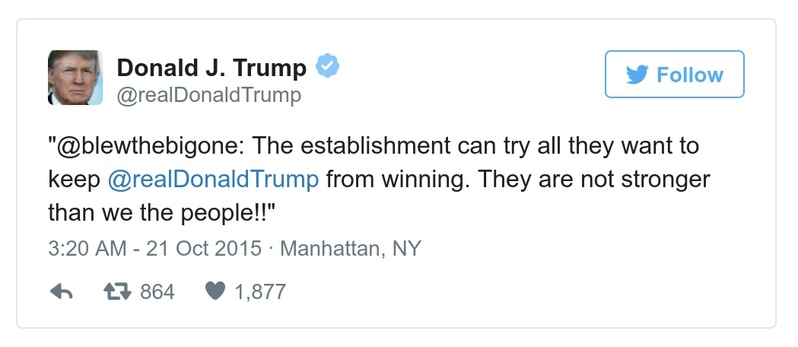 Donald J. Trump
@realDonaldTrump
Follow
"@blewthebigone: The establishment can try all they want to
keep @realDonaldTrump from winning. They are not stronger
than we the people!!"
3:20 AM - 21 Oct 2015 · Manhattan, NY
864 1,877